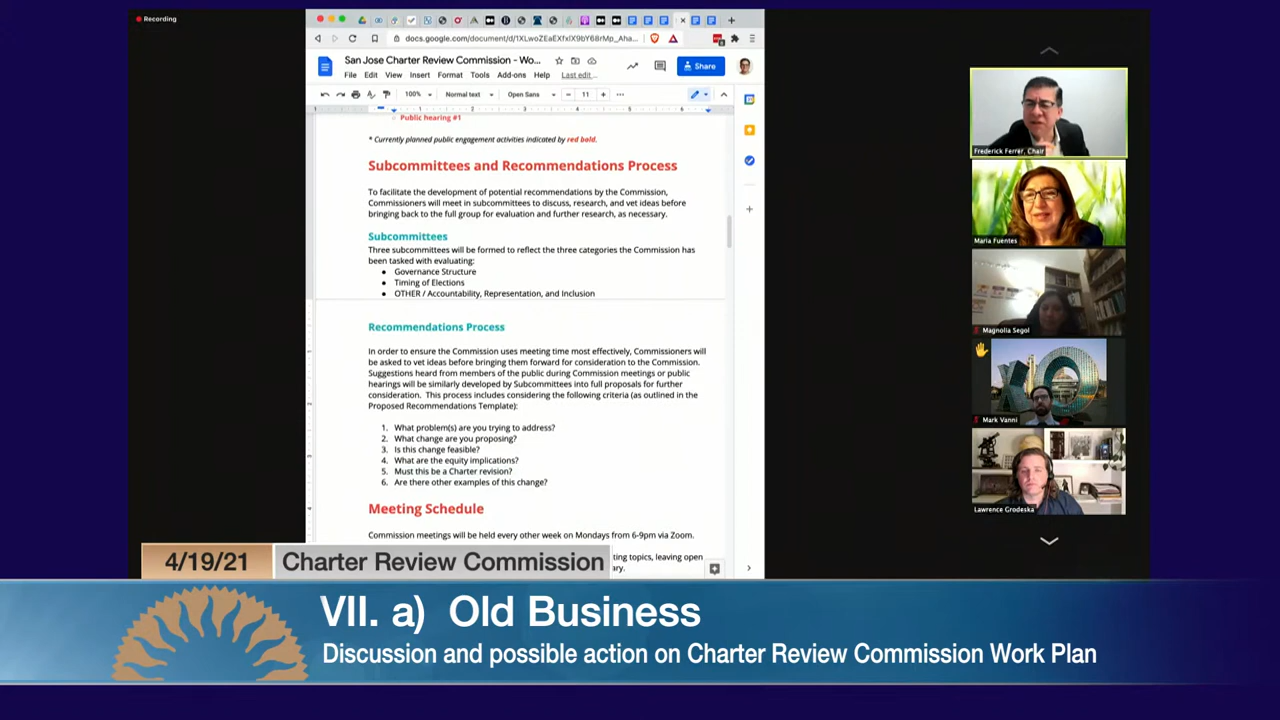 Recording
docs.google.com/document/d/1XLwoZEaEXfxIX9bY68rMp_Aha...
San Jose Charter Review Commission - Wo...
Share
File Edit View Insert Format Tools Add-ons Help Last edit...
100% Normal text Open Sans 11
Public hearing #1
* Currently planned public engagement activities indicated by red bold.
Subcommittees and Recommendations Process
To facilitate the development of potential recommendations by the Commission,
Commissioners will meet in subcommittees to discuss, research, and vet ideas before
bringing back to the full group for evaluation and further research, as necessary.
Subcommittees
Three subcommittees will be formed to reflect the three categories the Commission has
been tasked with evaluating:
● Governance Structure
● Timing of Elections
● OTHER / Accountability, Representation, and Inclusion
Recommendations Process
In order to ensure the Commission uses meeting time most effectively, Commissioners will
be asked to vet ideas before bringing them forward for consideration to the Commission.
Suggestions heard from members of the public during Commission meetings or public
hearings will be similarly developed by Subcommittees into full proposals for further
consideration. This process includes considering the following criteria (as outlined in the
Proposed Recommendations Template):
1. What problem(s) are you trying to address?
2. What change are you proposing?
3. Is this change feasible?
4. What are the equity implications?
5. Must this be a Charter revision?
6. Are there other examples of this change?
Meeting Schedule
Commission meetings will be held every other week on Mondays from 6-9pm via Zoom.
ting topics, leaving open
ary.
Frederick Ferrer, Chair
Maria Fuentes
Magnolia Segol
Mark Vanni
Lawrence Grodeska
4/19/21 Charter Review Commission
VII. a) Old Business
Discussion and possible action on Charter Review Commission Work Plan